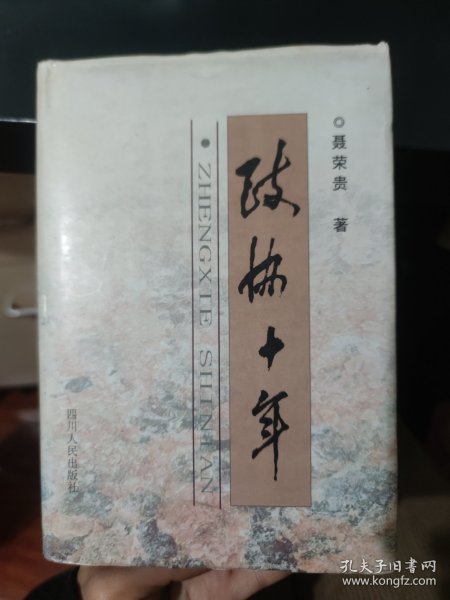 ◎聂荣贵 著
政协十年
• ZHENGXIE SHINIAN
四川人民出版社
孔夫子旧书网
www.kongfz.com